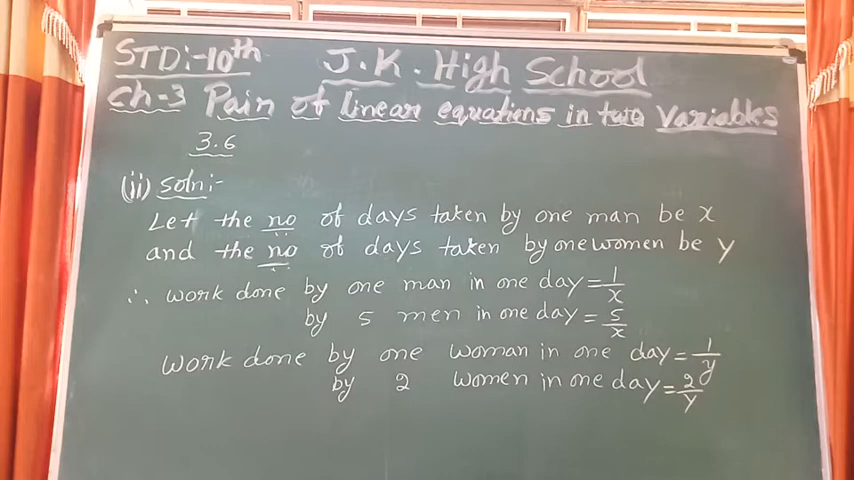 STD:-10th J.K. High School
Ch-3 Pair of linear equations in two Variables
3.6
(ii) Soln:-
Let the no of days taken by one man be x
and the no of days taken by one women be y
∴ work done by one man in one day = 1/x
by 5 men in one day = 5/x
work done by one woman in one day = 1/y
by 2 women in one day = 2/y